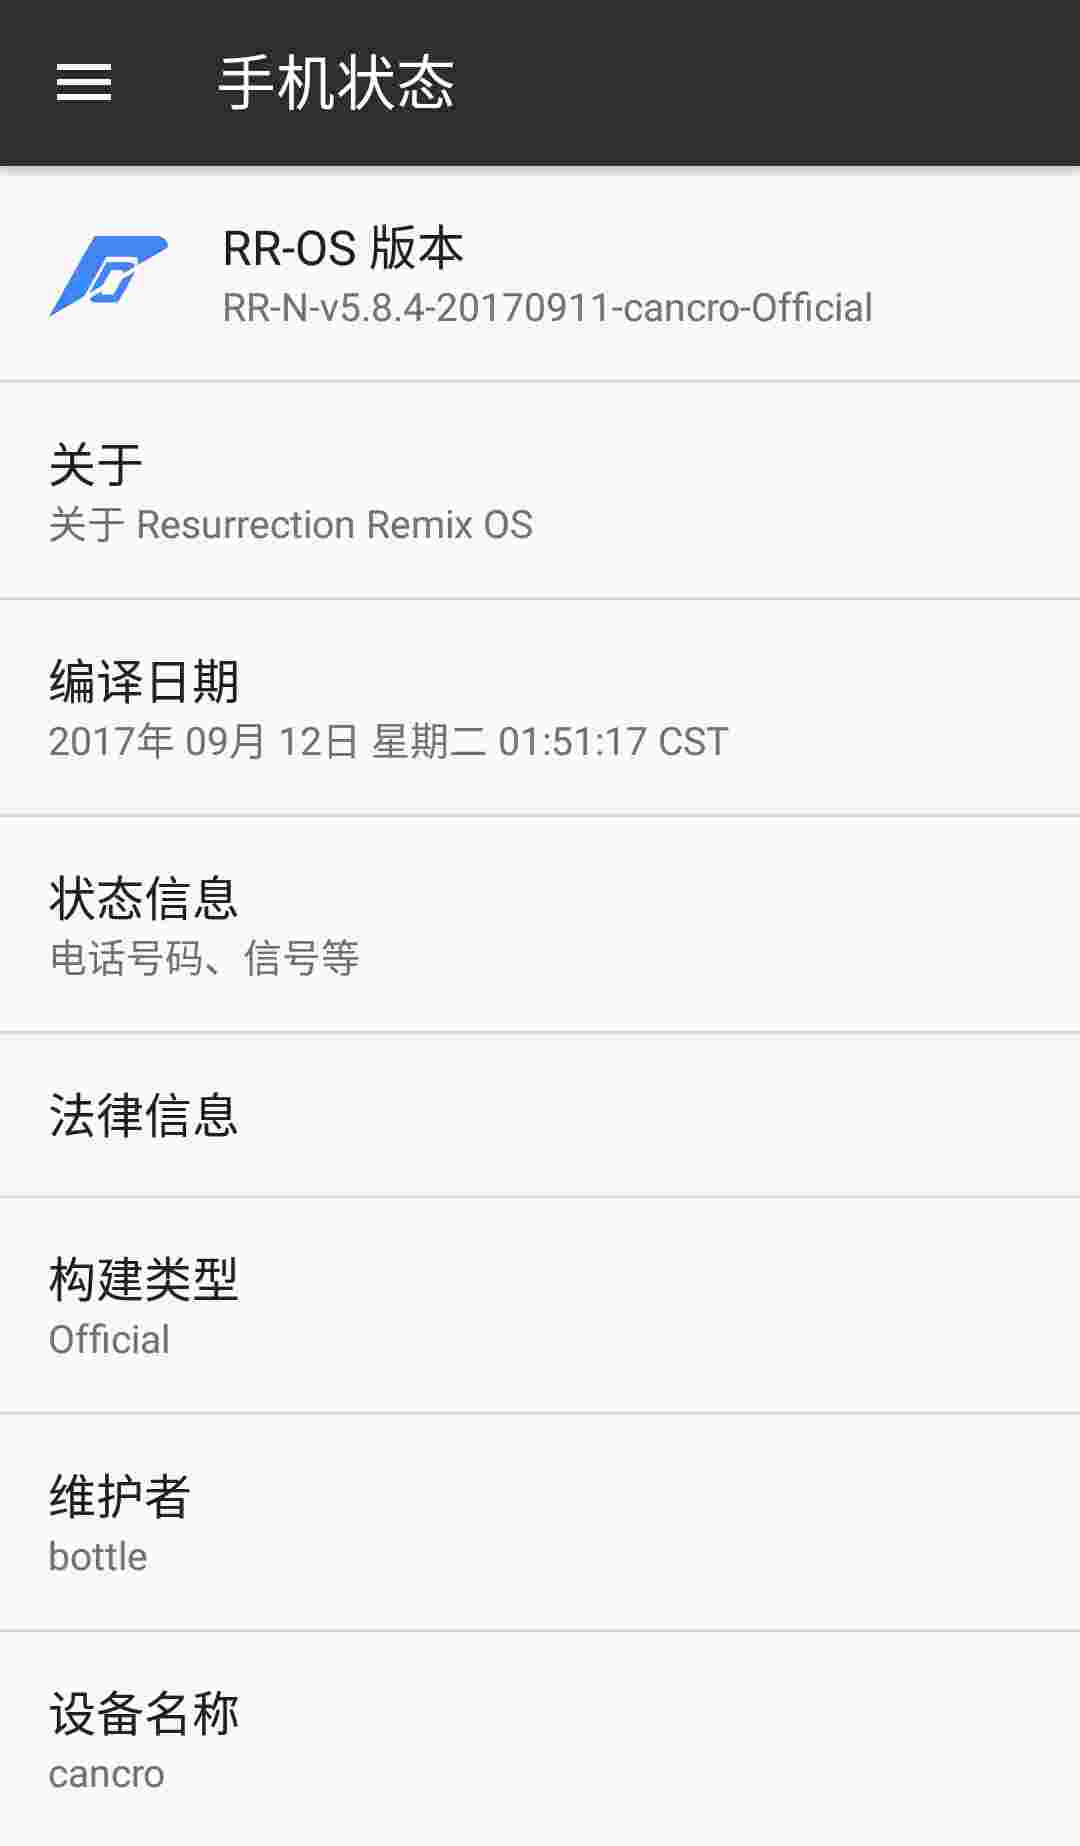 手机状态
RR-OS 版本
RR-N-v5.8.4-20170911-cancro-Official
关于
关于 Resurrection Remix OS
编译日期
2017年 09月 12日 星期二 01:51:17 CST
状态信息
电话号码、信号等
法律信息
构建类型
Official
维护者
bottle
设备名称
cancro